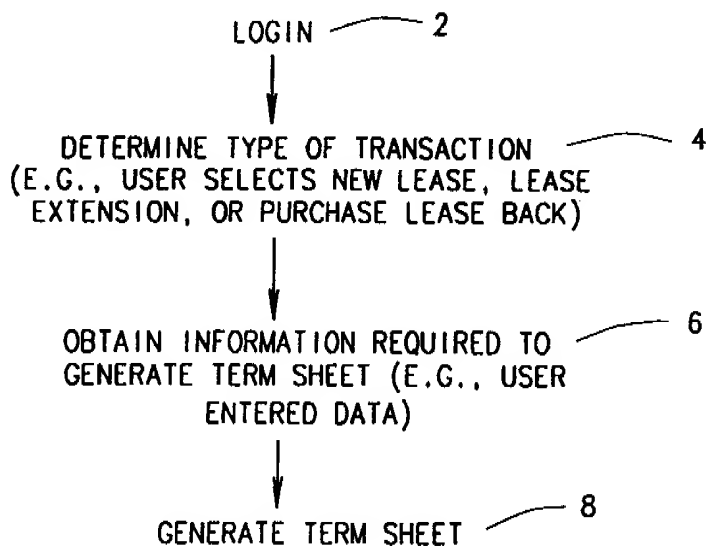 LOGIN 2
DETERMINE TYPE OF TRANSACTION 4
(E.G., USER SELECTS NEW LEASE, LEASE
EXTENSION, OR PURCHASE LEASE BACK)
OBTAIN INFORMATION REQUIRED TO 6
GENERATE TERM SHEET (E.G., USER
ENTERED DATA)
GENERATE TERM SHEET 8